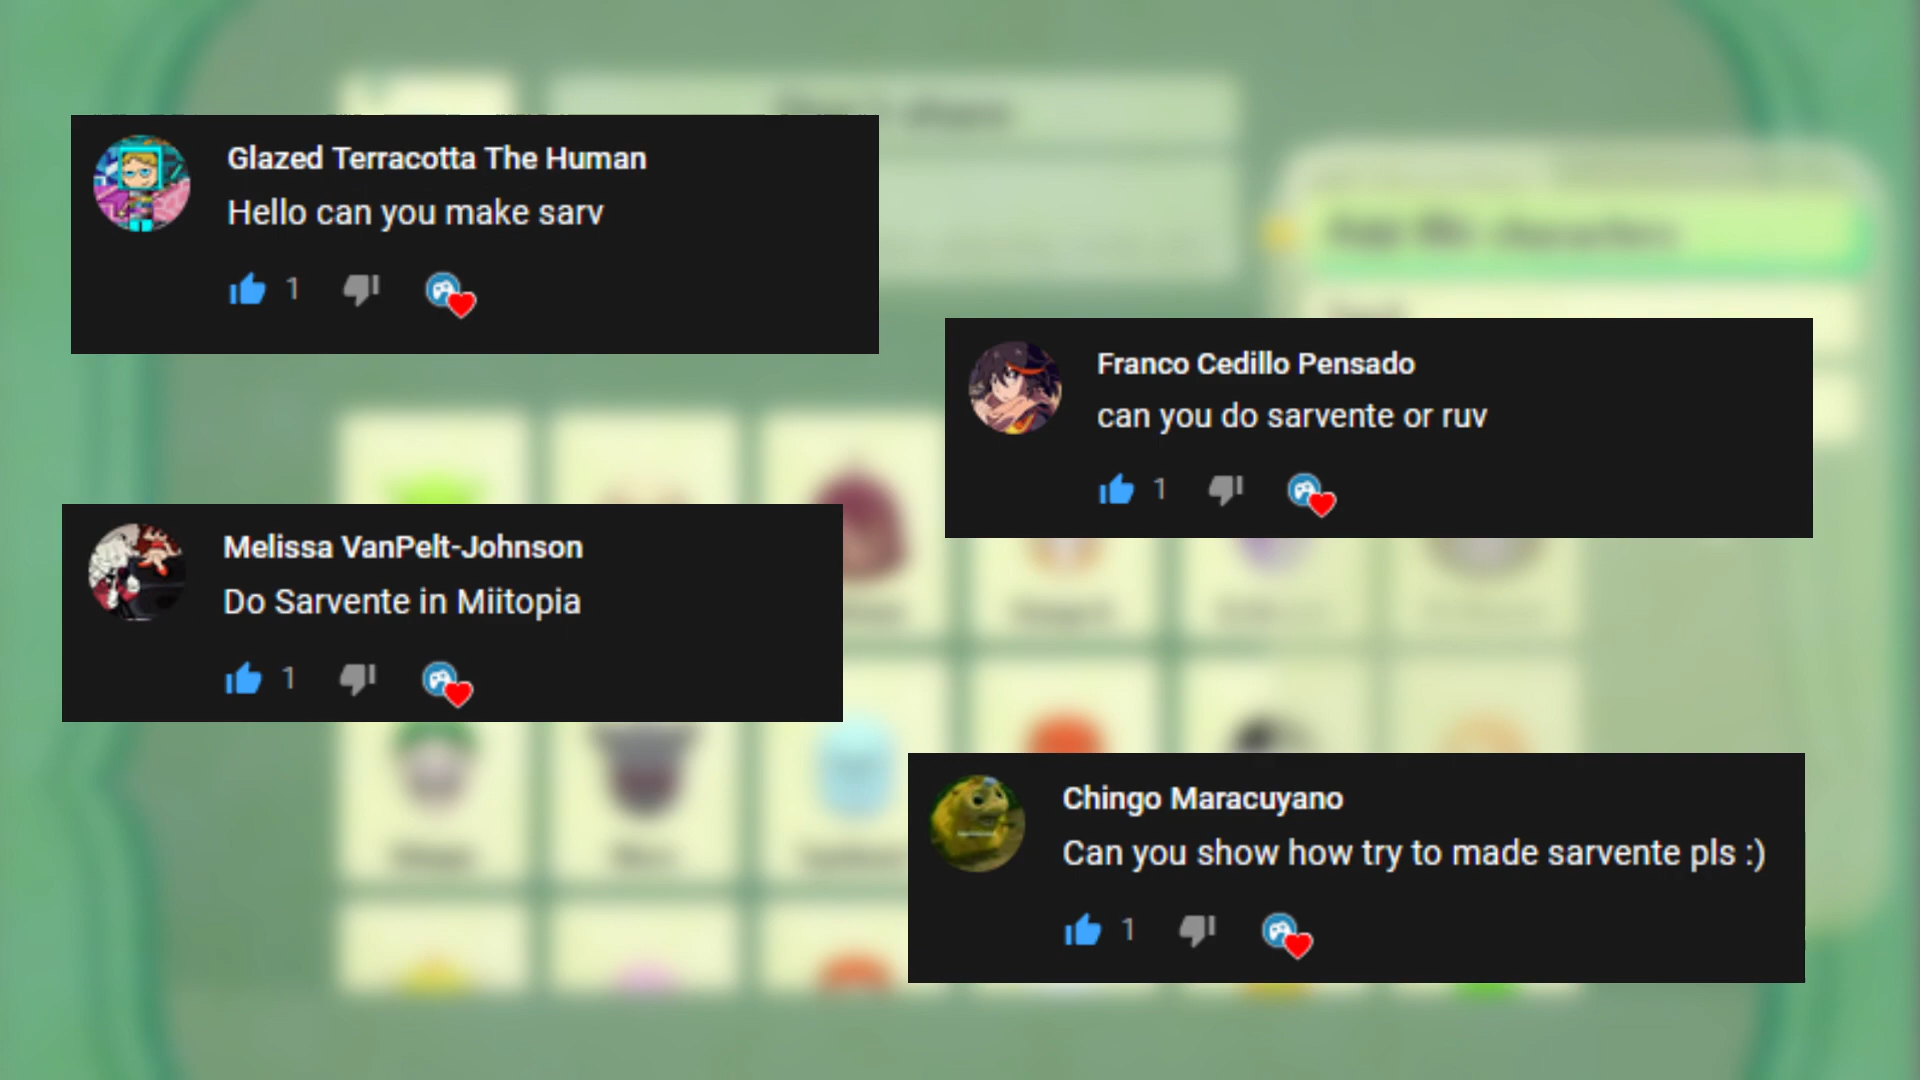 Glazed Terracotta The Human
Hello can you make sarv
1
Franco Cedillo Pensado
can you do sarvente or ruv
1
Melissa VanPelt-Johnson
Do Sarvente in Miitopia
1
Chingo Maracuyano
Can you show how try to made sarvente pls :)
1